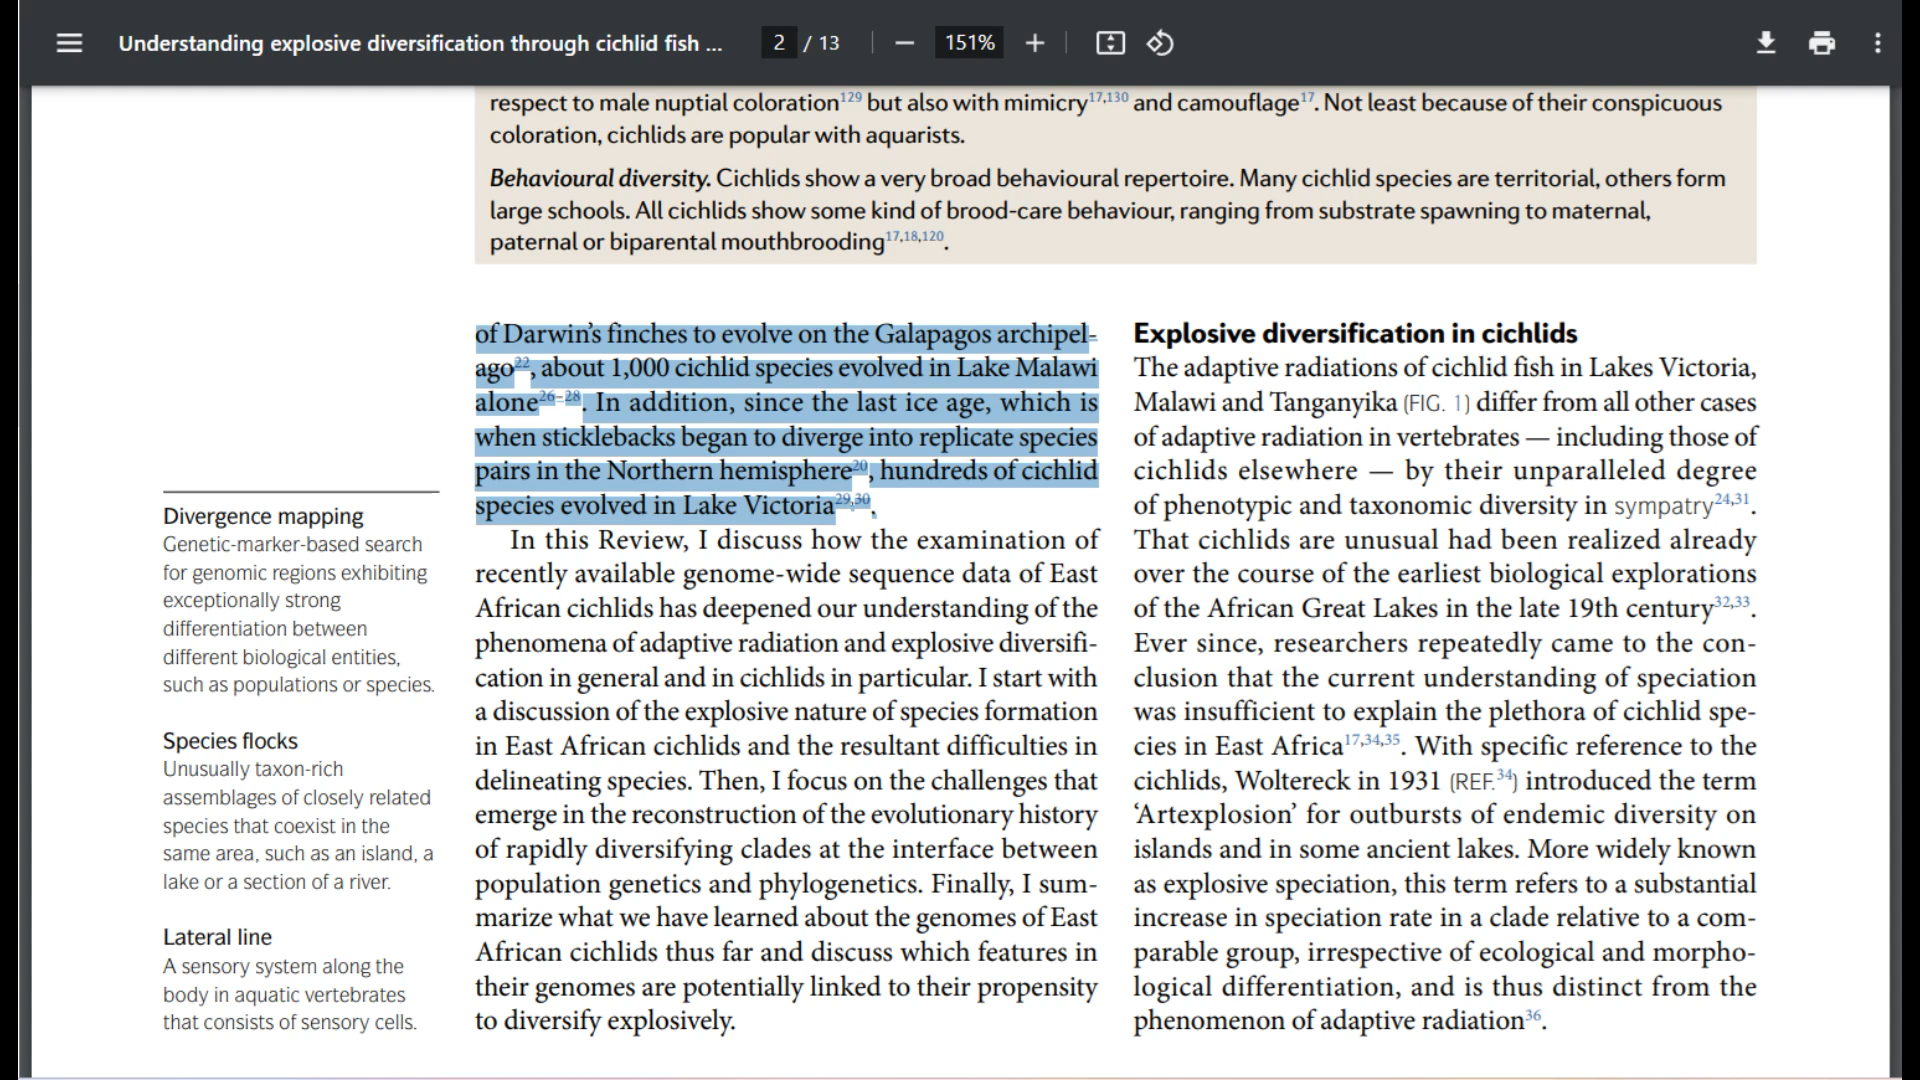 Understanding explosive diversification through cichlid fish ...
2 / 13
151%
respect to male nuptial coloration129 but also with mimicry17,130 and camouflage17. Not least because of their conspicuous
coloration, cichlids are popular with aquarists.
Behavioural diversity. Cichlids show a very broad behavioural repertoire. Many cichlid species are territorial, others form
large schools. All cichlids show some kind of brood-care behaviour, ranging from substrate spawning to maternal,
paternal or biparental mouthbrooding17,18,120.
Divergence mapping
Genetic-marker-based search
for genomic regions exhibiting
exceptionally strong
differentiation between
different biological entities,
such as populations or species.
Species flocks
Unusually taxon-rich
assemblages of closely related
species that coexist in the
same area, such as an island, a
lake or a section of a river.
Lateral line
A sensory system along the
body in aquatic vertebrates
that consists of sensory cells.
of Darwin's finches to evolve on the Galapagos archipel-
ago22, about 1,000 cichlid species evolved in Lake Malawi
alone26–28. In addition, since the last ice age, which is
when sticklebacks began to diverge into replicate species
pairs in the Northern hemisphere20, hundreds of cichlid
species evolved in Lake Victoria29,30.
In this Review, I discuss how the examination of
recently available genome-wide sequence data of East
African cichlids has deepened our understanding of the
phenomena of adaptive radiation and explosive diversifi-
cation in general and in cichlids in particular. I start with
a discussion of the explosive nature of species formation
in East African cichlids and the resultant difficulties in
delineating species. Then, I focus on the challenges that
emerge in the reconstruction of the evolutionary history
of rapidly diversifying clades at the interface between
population genetics and phylogenetics. Finally, I sum-
marize what we have learned about the genomes of East
African cichlids thus far and discuss which features in
their genomes are potentially linked to their propensity
to diversify explosively.
Explosive diversification in cichlids
The adaptive radiations of cichlid fish in Lakes Victoria,
Malawi and Tanganyika (FIG. 1) differ from all other cases
of adaptive radiation in vertebrates — including those of
cichlids elsewhere — by their unparalleled degree
of phenotypic and taxonomic diversity in sympatry24,31.
That cichlids are unusual had been realized already
over the course of the earliest biological explorations
of the African Great Lakes in the late 19th century32,33.
Ever since, researchers repeatedly came to the con-
clusion that the current understanding of speciation
was insufficient to explain the plethora of cichlid spe-
cies in East Africa17,34,35. With specific reference to the
cichlids, Woltereck in 1931 (REF.34) introduced the term
‘Artexplosion’ for outbursts of endemic diversity on
islands and in some ancient lakes. More widely known
as explosive speciation, this term refers to a substantial
increase in speciation rate in a clade relative to a com-
parable group, irrespective of ecological and morpho-
logical differentiation, and is thus distinct from the
phenomenon of adaptive radiation36.